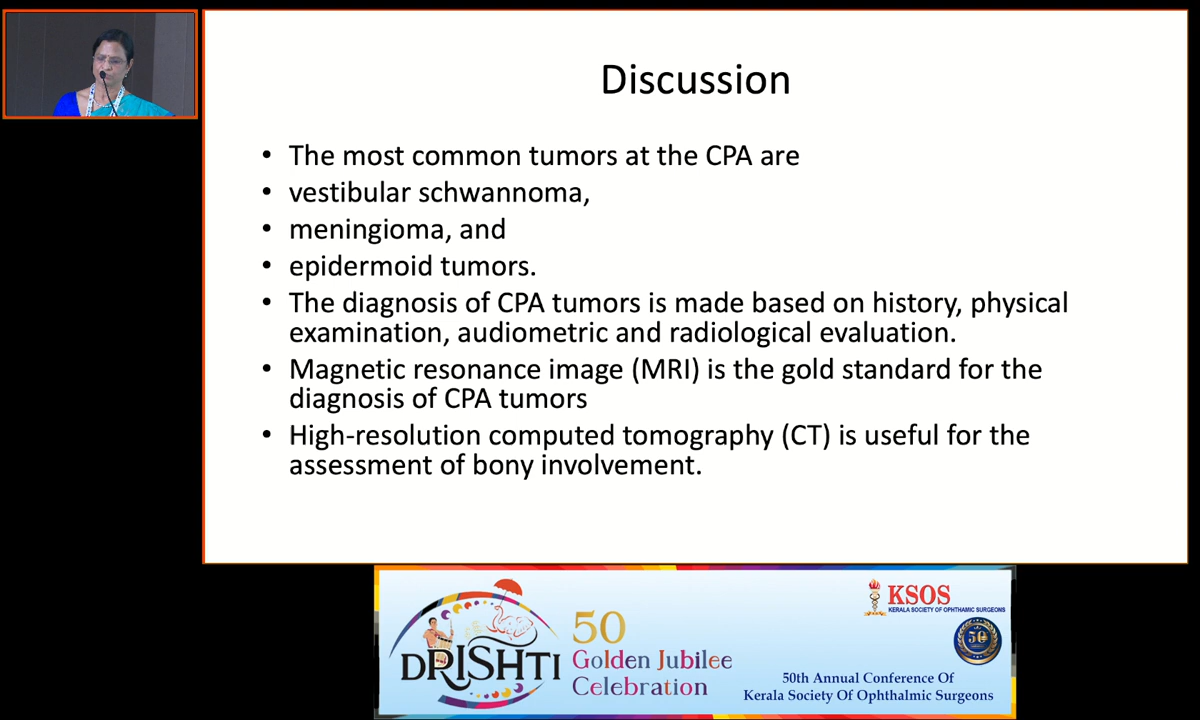 Discussion
• The most common tumors at the CPA are
• vestibular schwannoma,
• meningioma, and
• epidermoid tumors.
• The diagnosis of CPA tumors is made based on history, physical
examination, audiometric and radiological evaluation.
• Magnetic resonance image (MRI) is the gold standard for the
diagnosis of CPA tumors
• High-resolution computed tomography (CT) is useful for the
assessment of bony involvement.
DRISHTI
50
Golden Jubilee
Celebration
KSOS
KERALA SOCIETY OF OPHTHAMIC SURGEONS
50
50th Annual Conference Of
Kerala Society Of Ophthalmic Surgeons